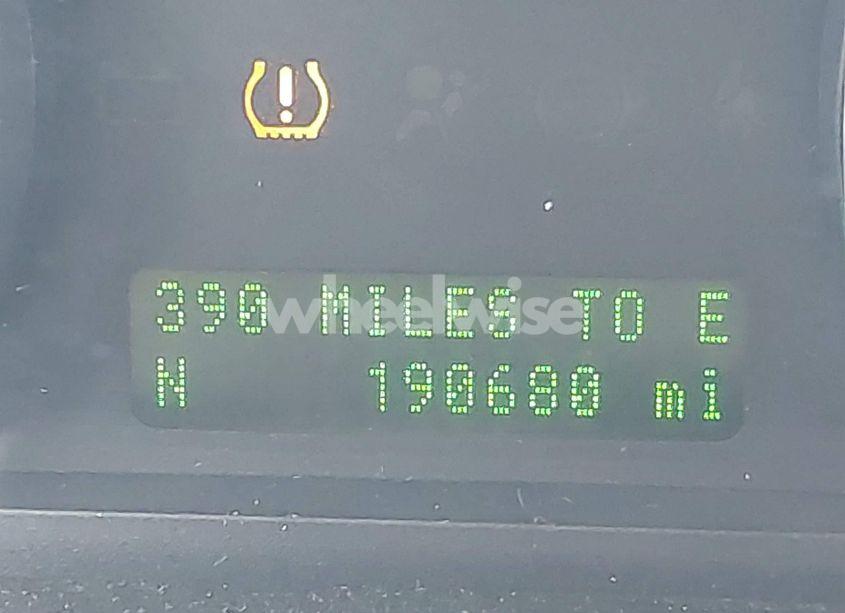 390 MILES TO E
wheelwise
N 190680 mi